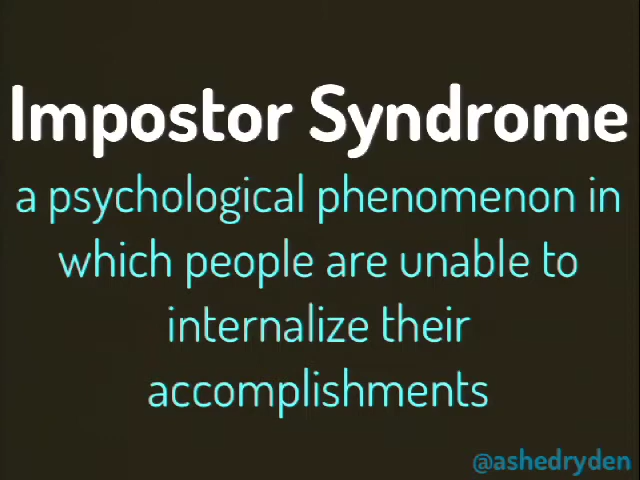 Impostor Syndrome
a psychological phenomenon in
which people are unable to
internalize their
accomplishments
@ashedryden